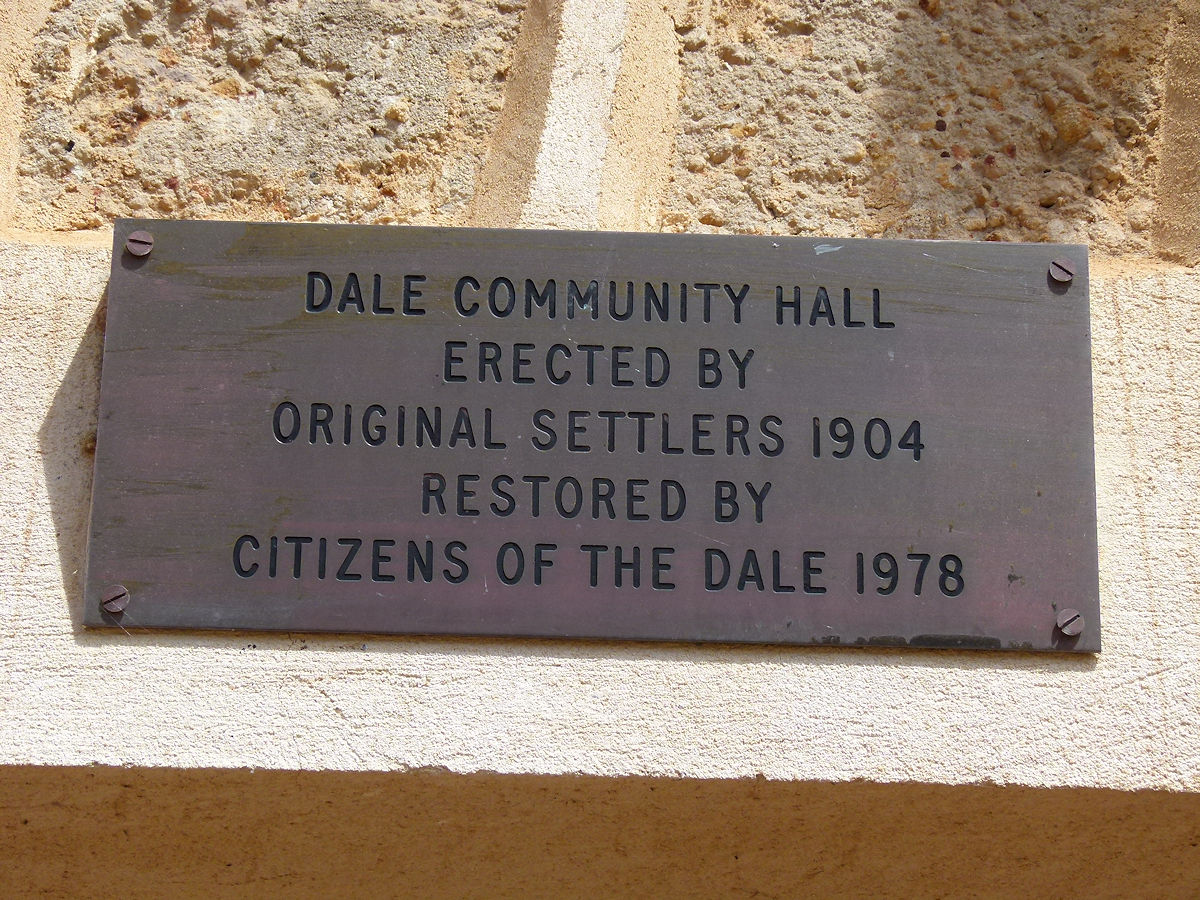 DALE COMMUNITY HALL
ERECTED BY
ORIGINAL SETTLERS 1904
RESTORED BY
CITIZENS OF THE DALE 1978